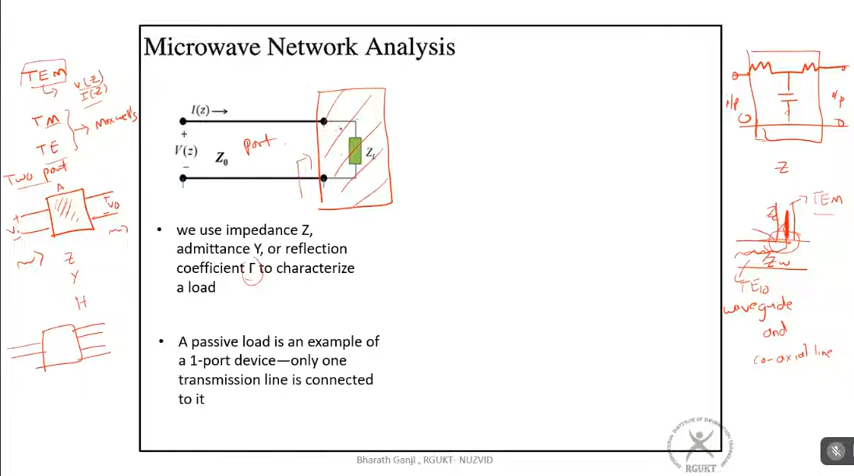 Microwave Network Analysis
TEM
V(z)
I(z)
TM
TE
Maxwell's
Two port
A
Z
Y
H
I(z)
+
V(z)
−
Z0
port
ZL
Γ
• we use impedance Z,
admittance Y, or reflection
coefficient Γ to characterize
a load
• A passive load is an example of
a 1-port device—only one
transmission line is connected
to it
i/p
o/p
Z
TEM
Zw
TE10
waveguide
and
co-axial line
Bharath Ganji., RGUKT- NUZVID
RGUKT